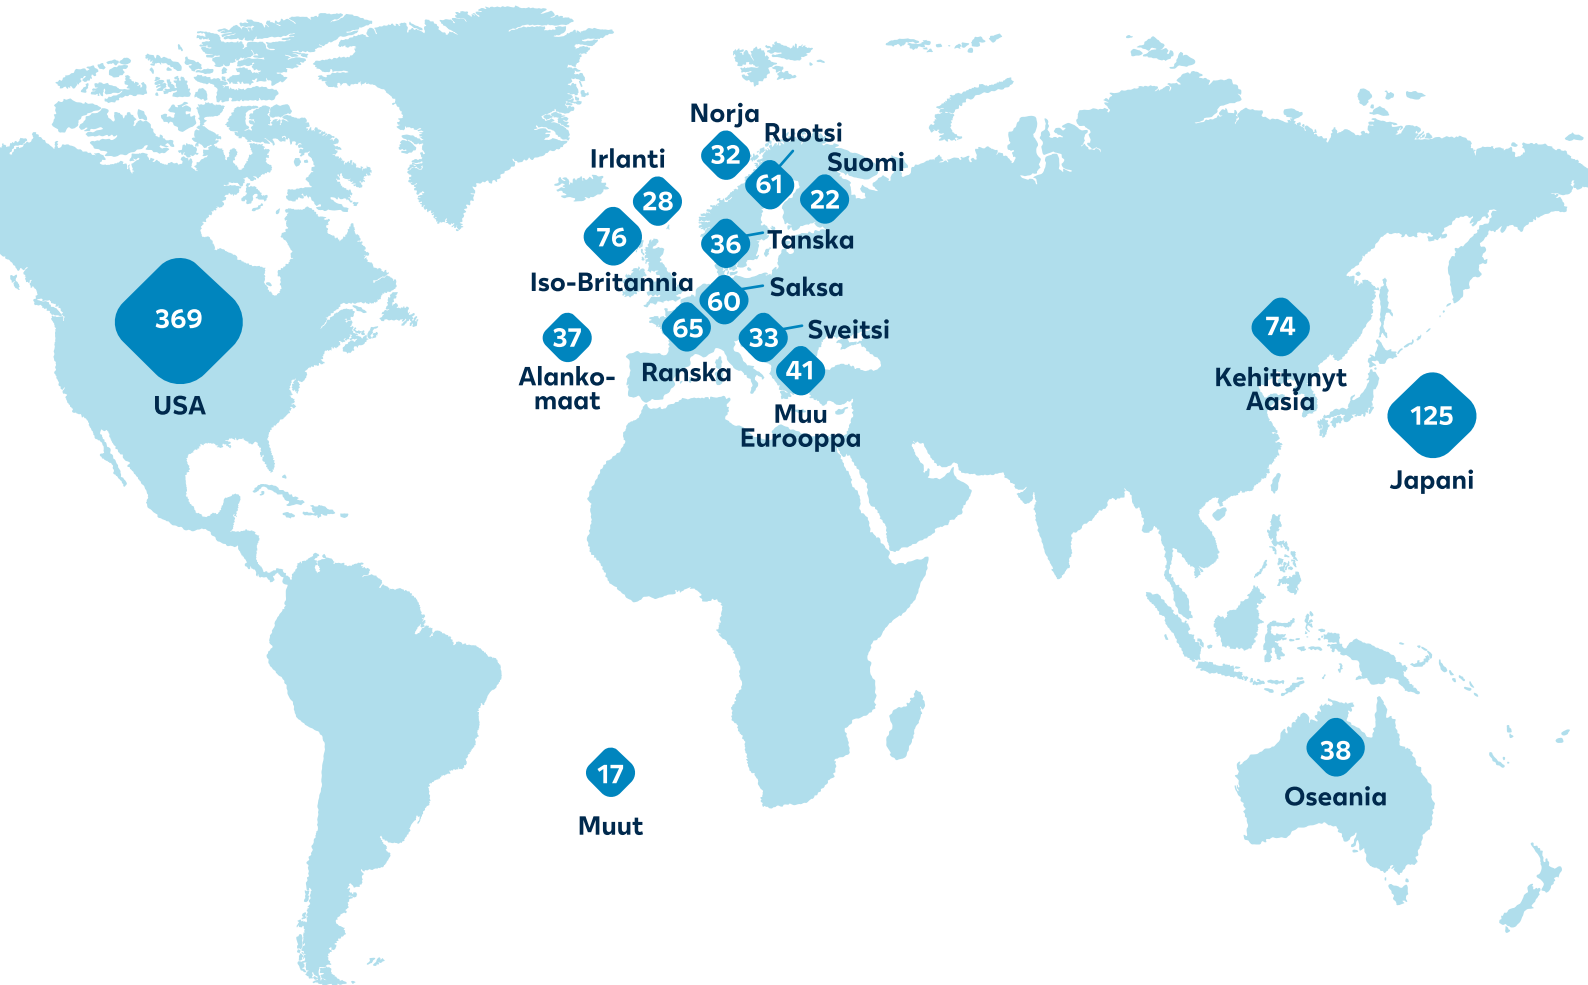 Norja
32
Ruotsi
61
Suomi
22
Irlanti
28
76
Iso-Britannia
36
Tanska
60
Saksa
65
Ranska
33
Sveitsi
37
Alanko-
maat
41
Muu
Eurooppa
369
USA
74
Kehittynyt
Aasia
125
Japani
38
Oseania
17
Muut